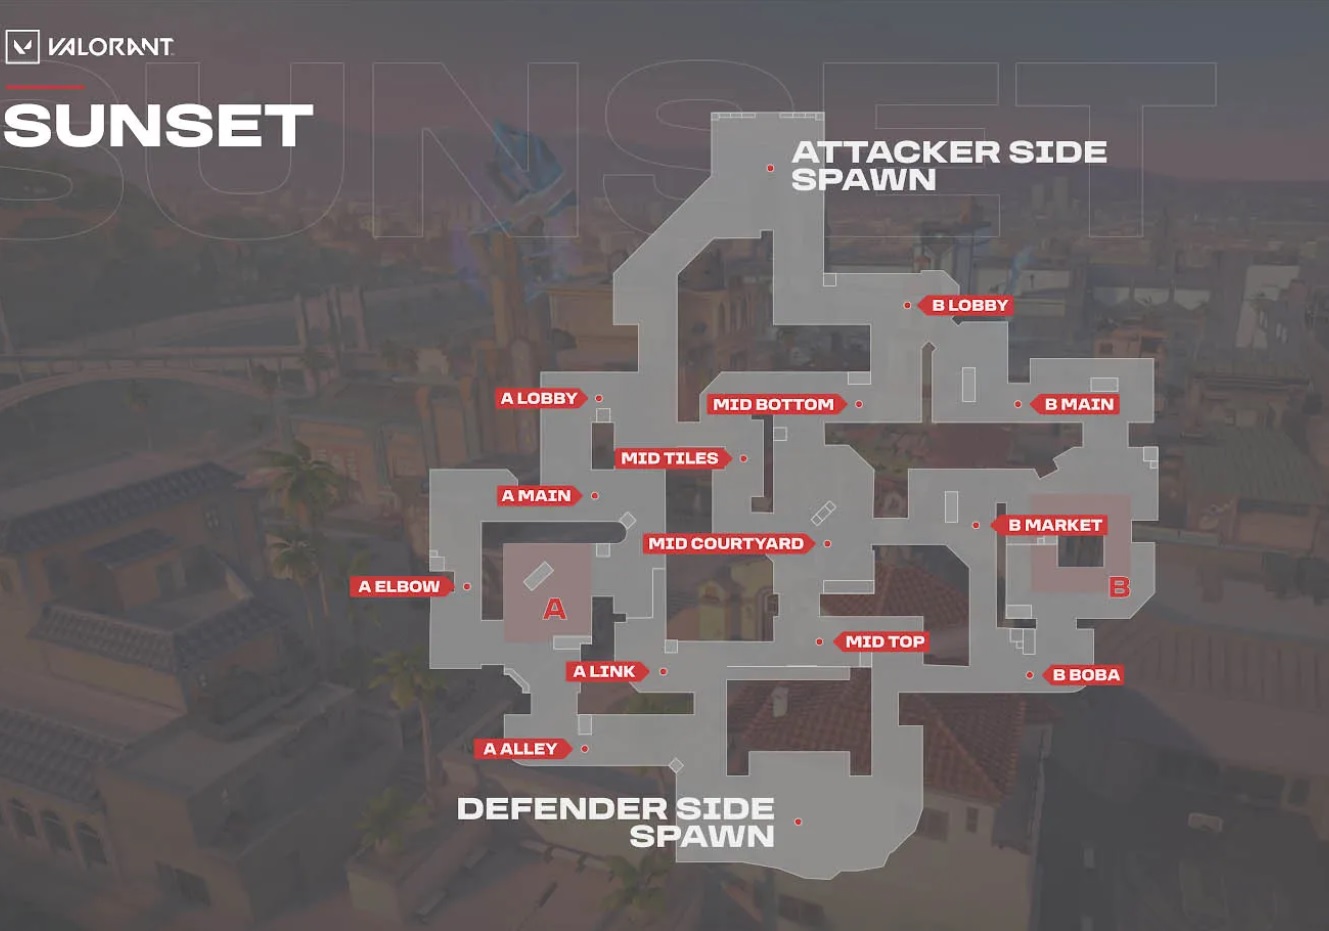 VALORANT
SUNSET
SUNSET
ATTACKER SIDE
SPAWN
B LOBBY
A LOBBY
MID BOTTOM
B MAIN
MID TILES
A MAIN
B MARKET
MID COURTYARD
A ELBOW
B
A
MID TOP
A LINK
B BOBA
A ALLEY
DEFENDER SIDE
SPAWN